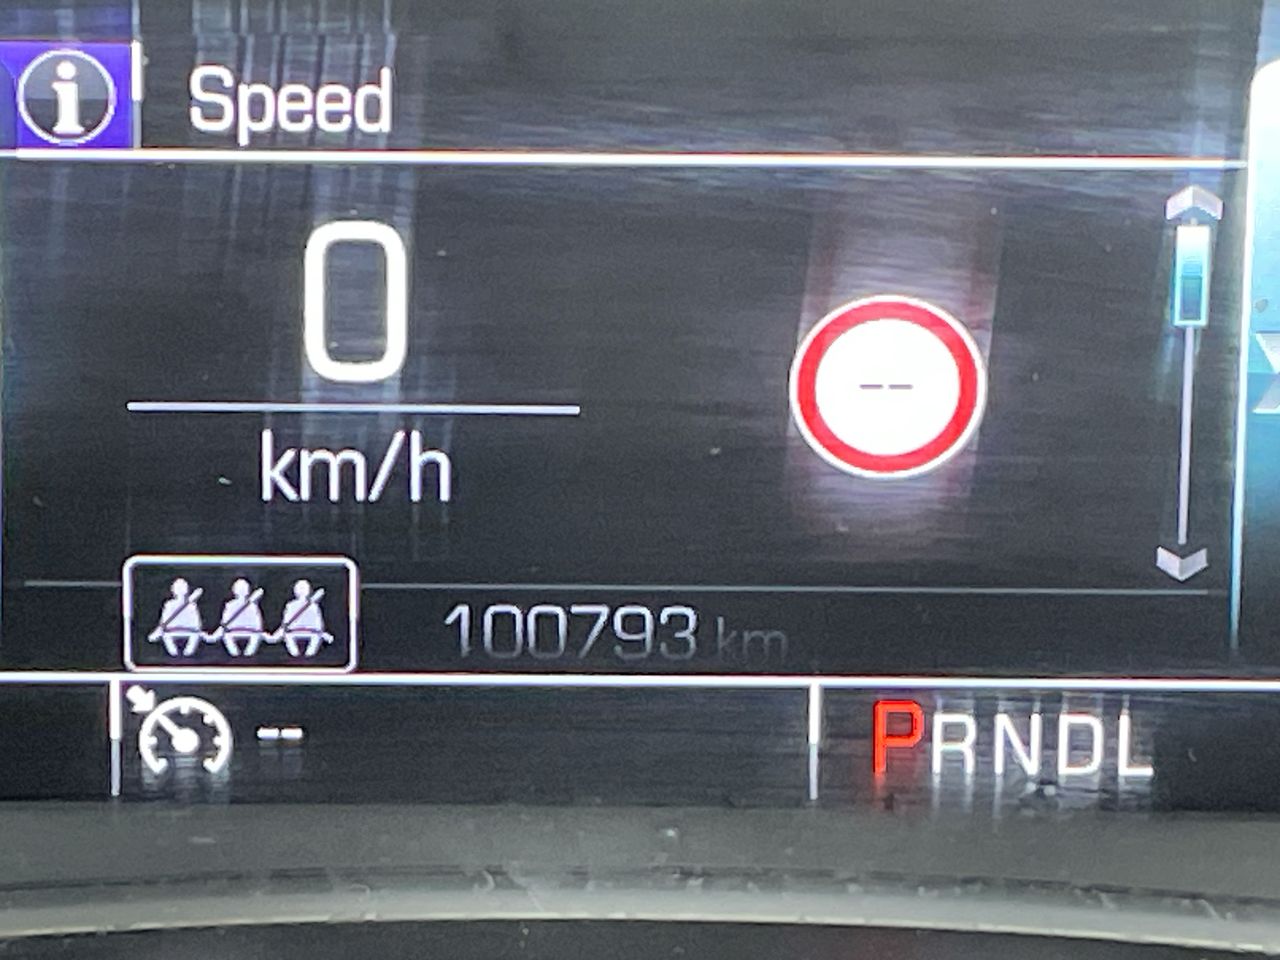 i Speed
0
--
km/h
100793 km
--
PRNDL